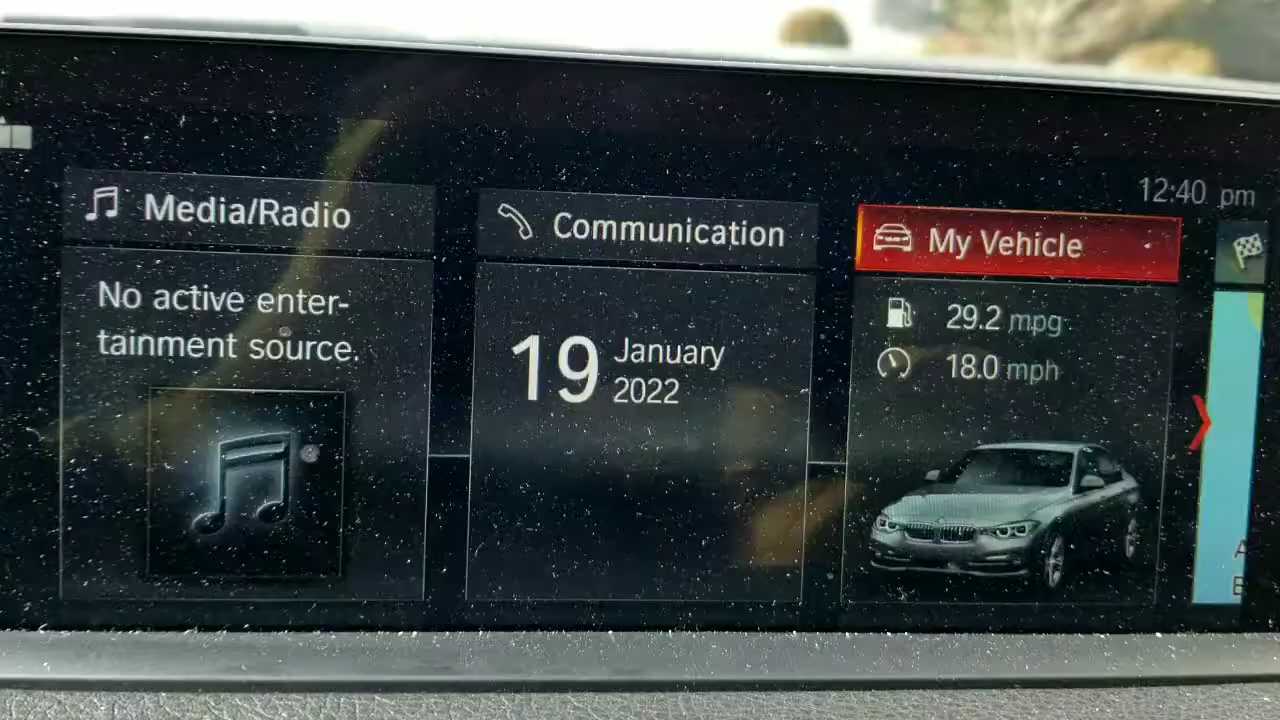 12:40 pm
Media/Radio
No active enter-
tainment source.
Communication
19 January
2022
My Vehicle
29.2 mpg
18.0 mph
A
E